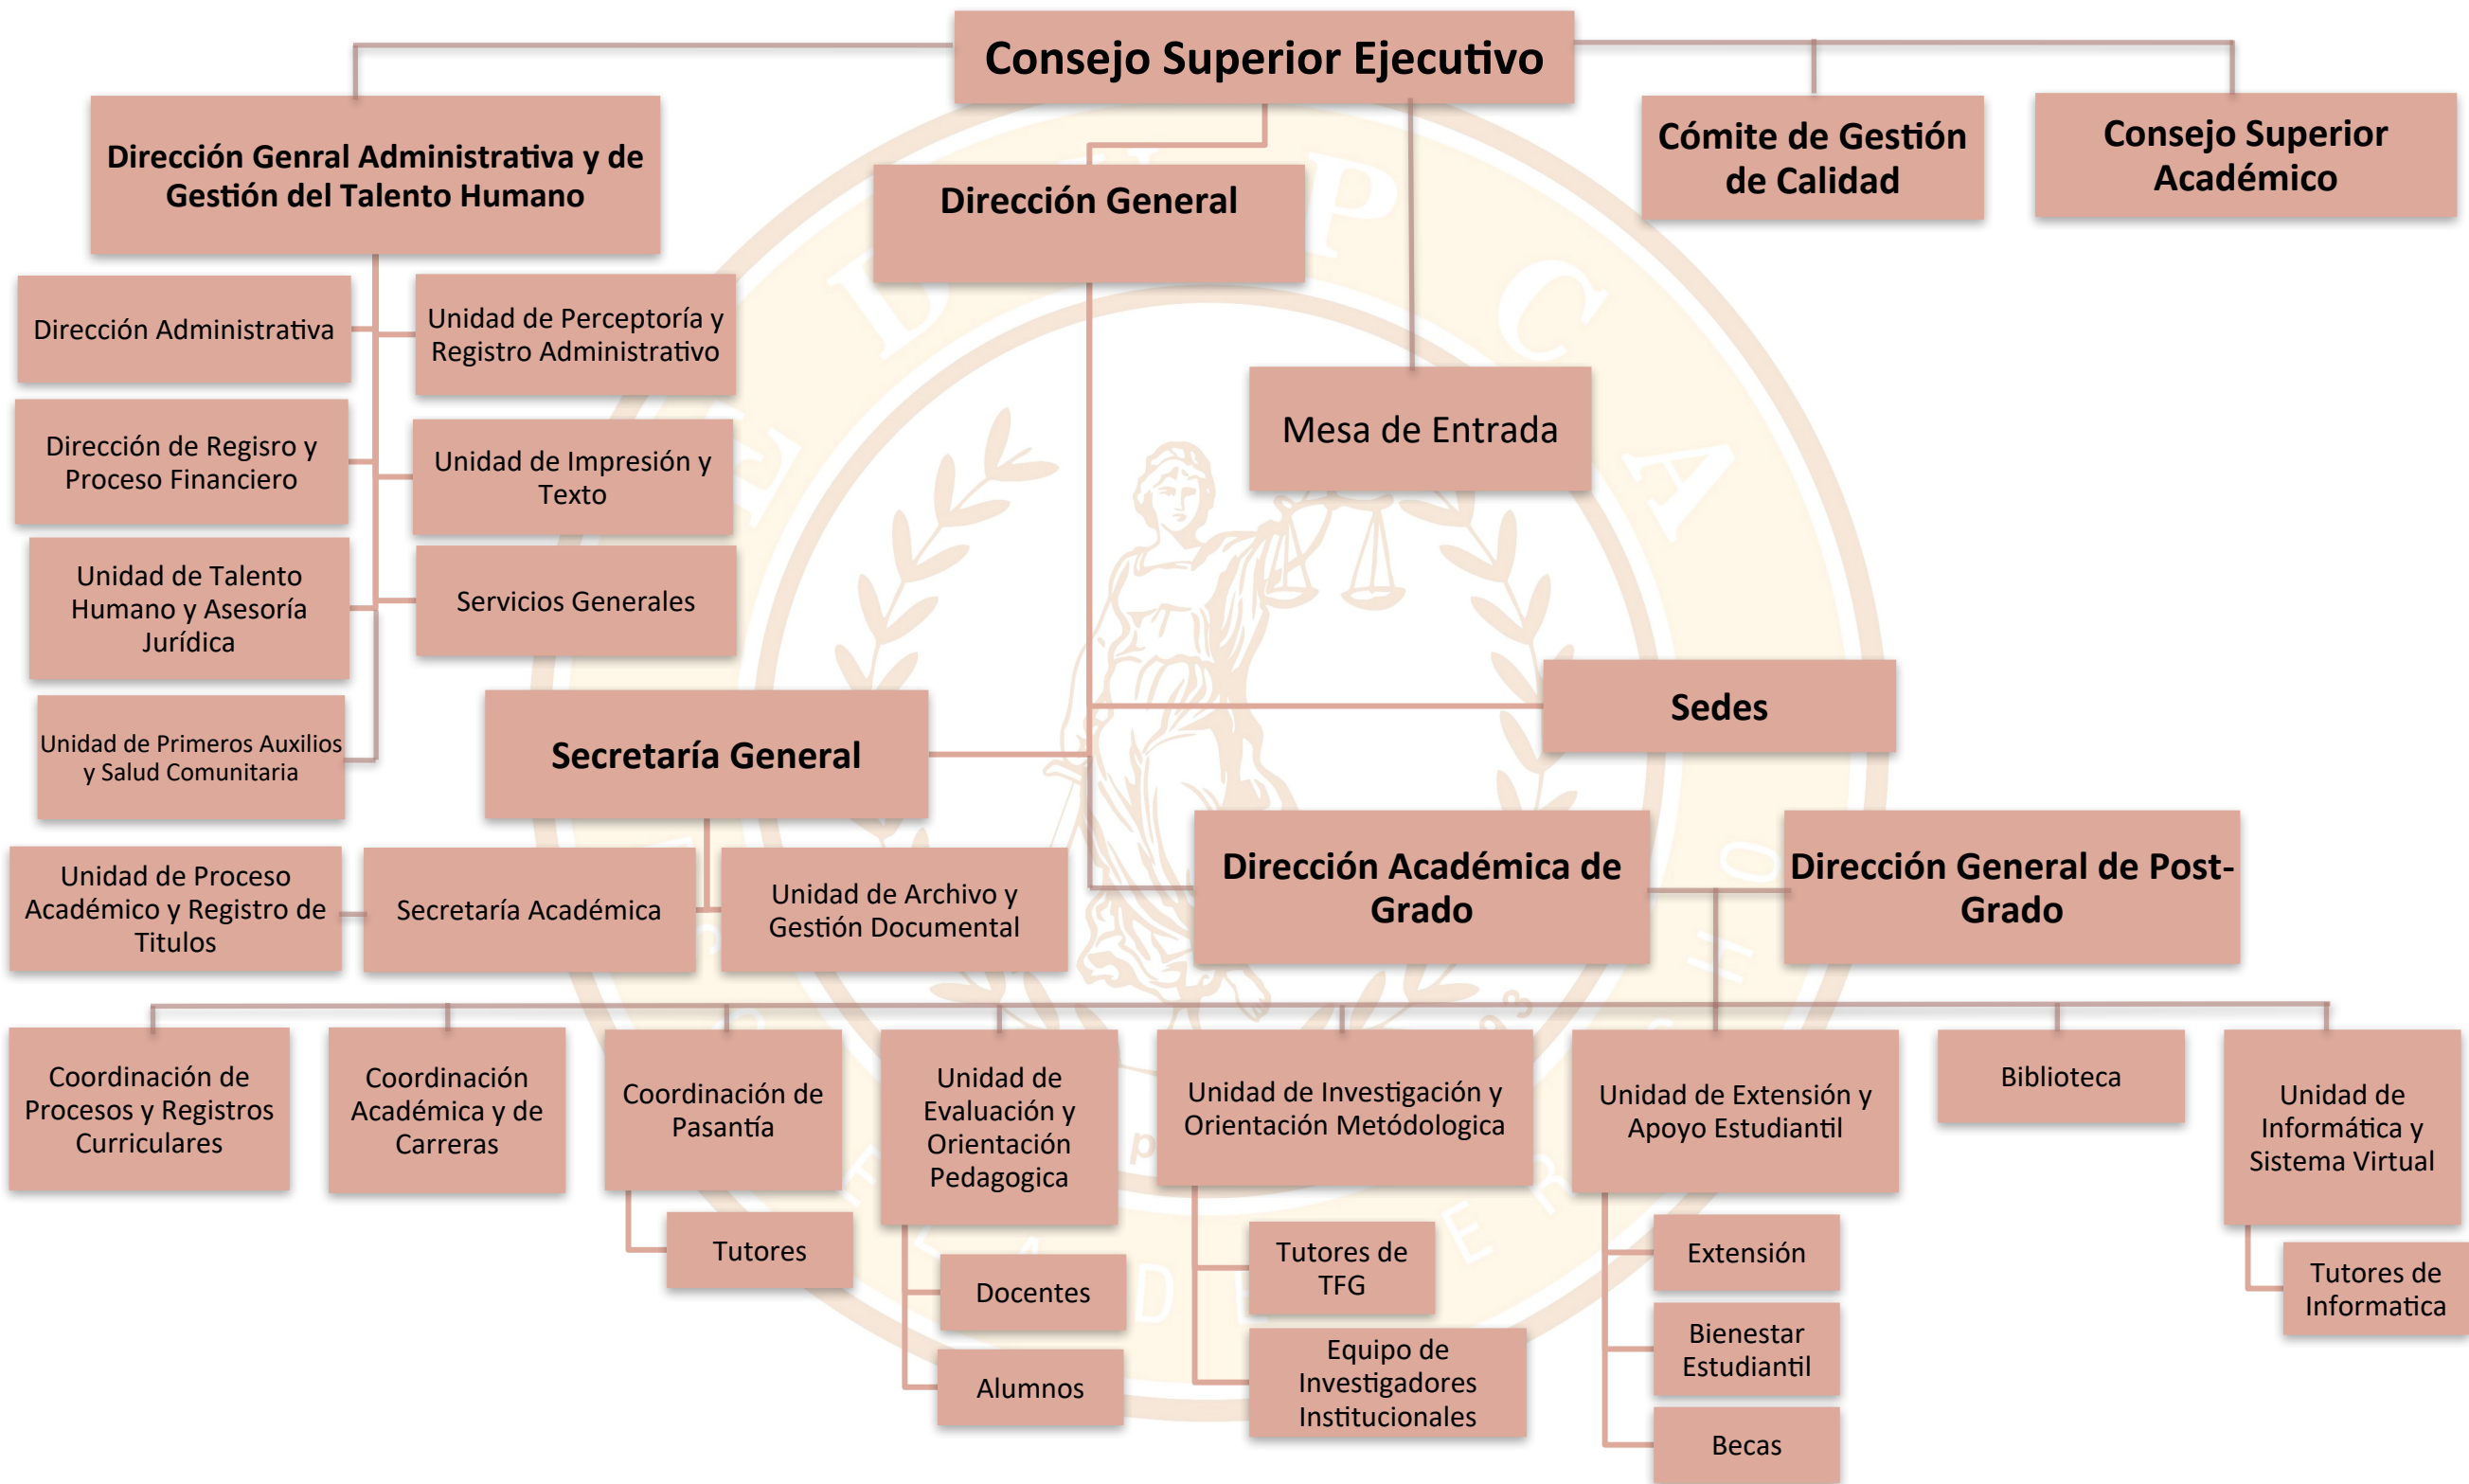 Consejo Superior Ejecutivo
Dirección Genral Administrativa y de
Gestión del Talento Humano
Dirección General
Cómite de Gestión
de Calidad
Consejo Superior
Académico
Dirección Administrativa
Unidad de Perceptoría y
Registro Administrativo
Dirección de Regisro y
Proceso Financiero
Unidad de Impresión y
Texto
Mesa de Entrada
Unidad de Talento
Humano y Asesoría
Jurídica
Servicios Generales
Unidad de Primeros Auxilios
y Salud Comunitaria
Secretaría General
Sedes
Unidad de Proceso
Académico y Registro de
Titulos
Secretaría Académica
Unidad de Archivo y
Gestión Documental
Dirección Académica de
Grado
Dirección General de Post-
Grado
Coordinación de
Procesos y Registros
Curriculares
Coordinación
Académica y de
Carreras
Coordinación de
Pasantía
Unidad de
Evaluación y
Orientación
Pedagogica
Unidad de Investigación y
Orientación Metódologica
Unidad de Extensión y
Apoyo Estudiantil
Biblioteca
Unidad de
Informática y
Sistema Virtual
Tutores
Docentes
Alumnos
Tutores de
TFG
Equipo de
Investigadores
Institucionales
Extensión
Bienestar
Estudiantil
Becas
Tutores de
Informatica